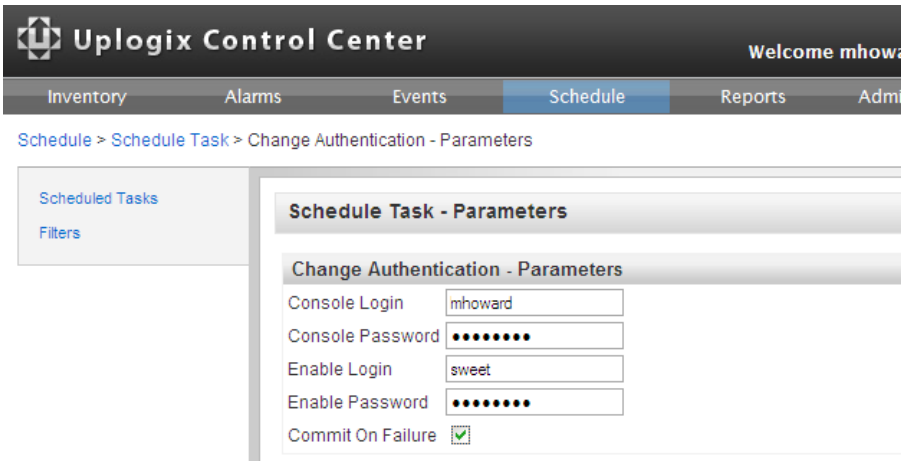 Uplogix Control Center
Welcome mhowa
Inventory Alarms Events Schedule Reports Admi
Schedule > Schedule Task > Change Authentication - Parameters
Scheduled Tasks
Filters
Schedule Task - Parameters
Change Authentication - Parameters
Console Login mhoward
Console Password ••••••••
Enable Login sweet
Enable Password ••••••••
Commit On Failure